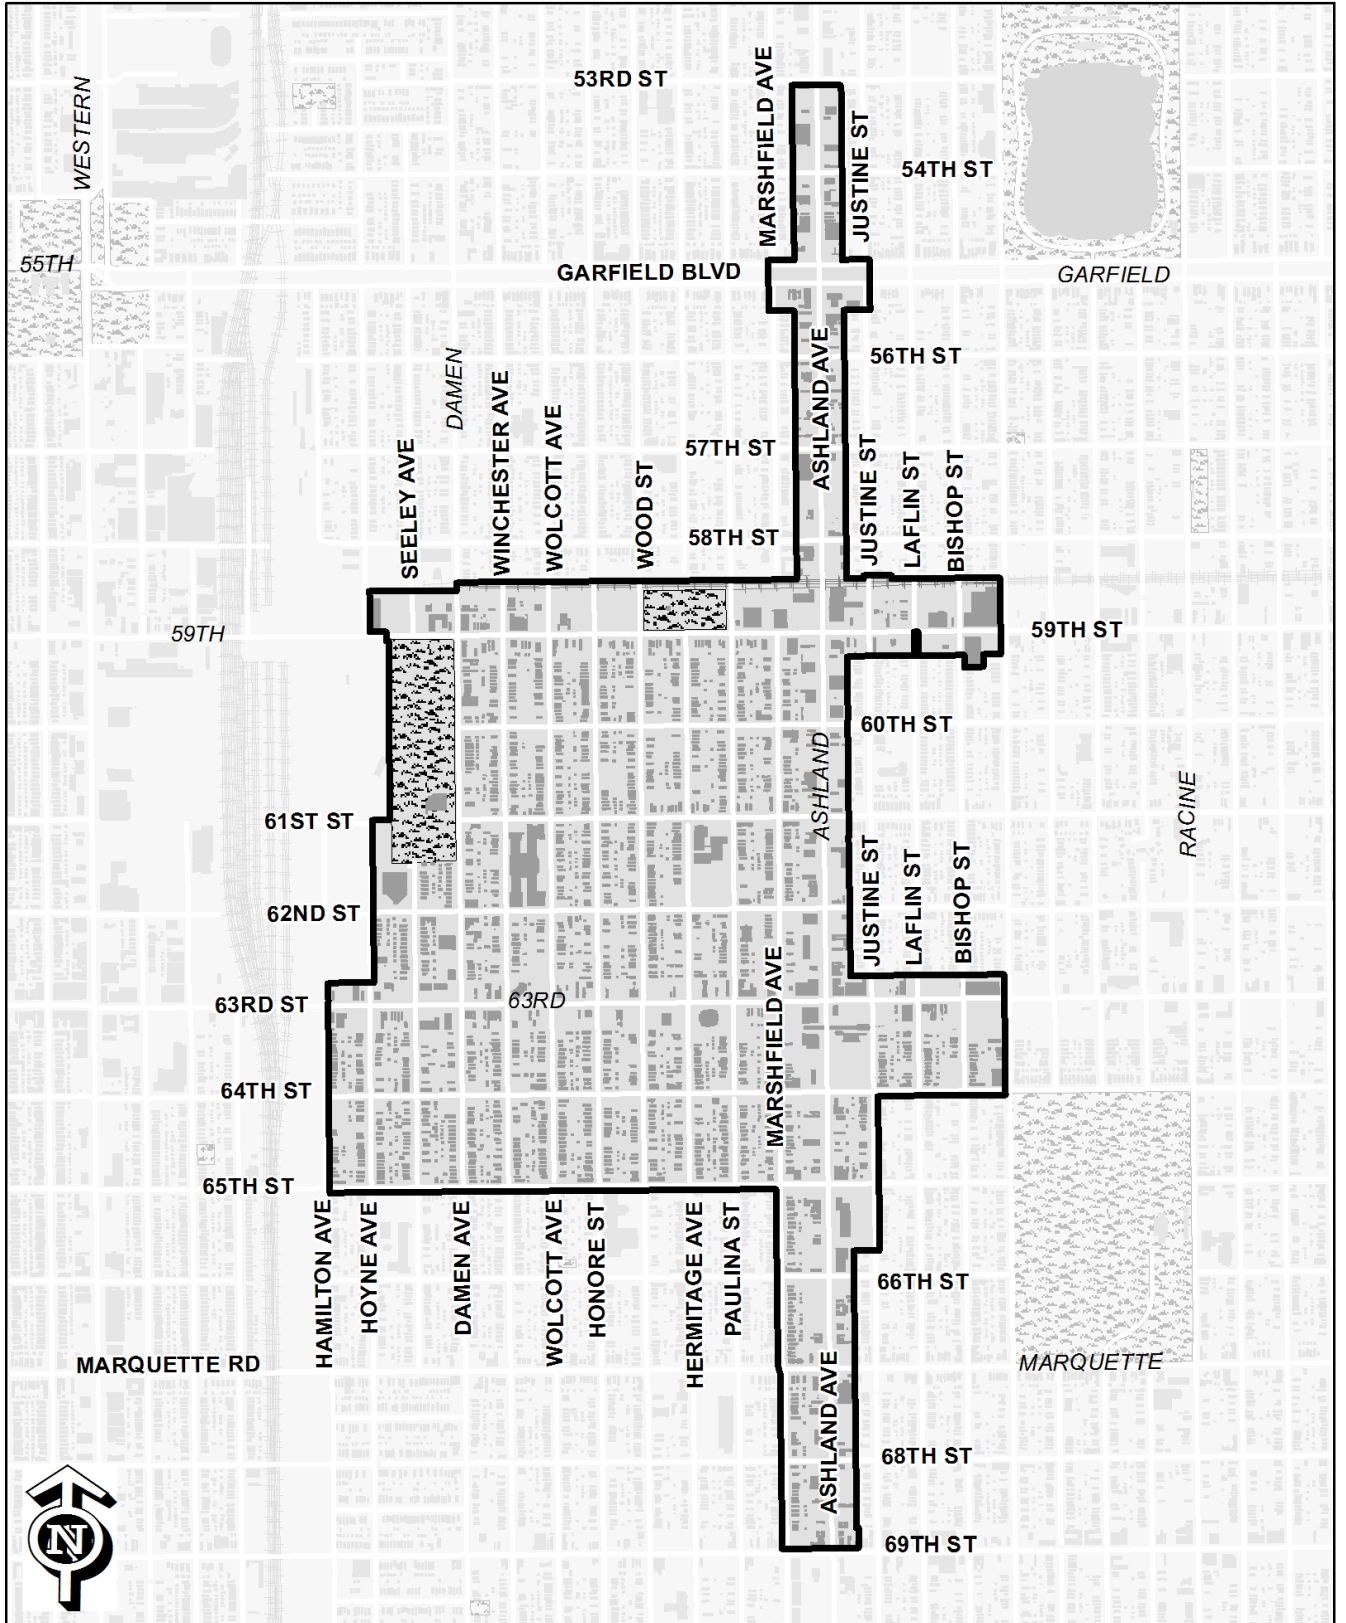 53RD ST
MARSHFIELD AVE
WESTERN
JUSTINE ST
54TH ST
55TH
GARFIELD BLVD
GARFIELD
ASHLAND AVE
56TH ST
DAMEN
WINCHESTER AVE
WOLCOTT AVE
57TH ST
SEELEY AVE
WOOD ST
JUSTINE ST
LAFLIN ST
BISHOP ST
58TH ST
59TH
59TH ST
60TH ST
ASHLAND
RACINE
61ST ST
JUSTINE ST
LAFLIN ST
BISHOP ST
62ND ST
MARSHFIELD AVE
63RD ST
63RD
64TH ST
65TH ST
HAMILTON AVE
HOYNE AVE
DAMEN AVE
WOLCOTT AVE
HONORE ST
HERMITAGE AVE
PAULINA ST
66TH ST
MARQUETTE RD
MARQUETTE
ASHLAND AVE
68TH ST
69TH ST
N